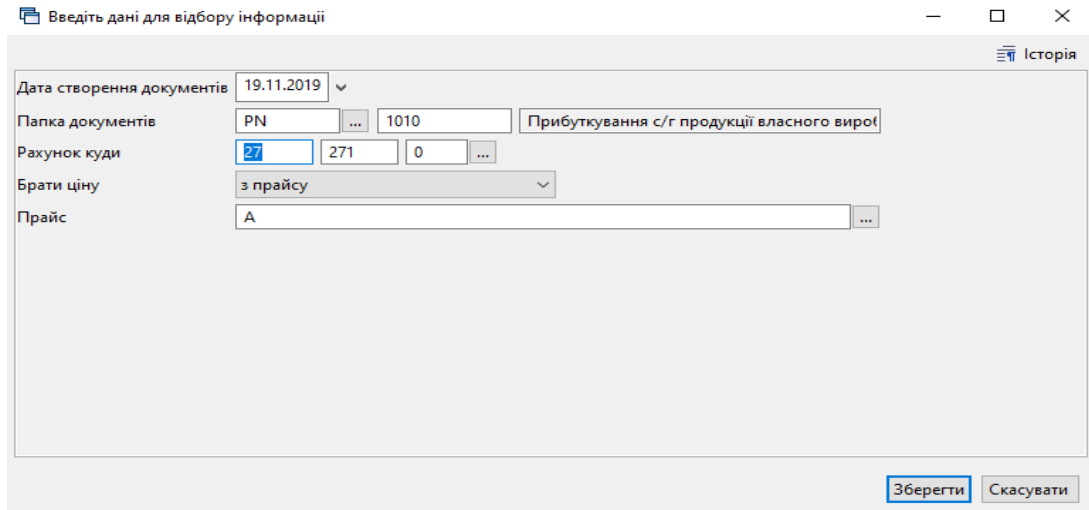 Введіть дані для відбору інформації
Історія
Дата створення документів 19.11.2019
Папка документів PN ... 1010 Прибуткування с/г продукції власного вироб
Рахунок куди 27 271 0 ...
Брати ціну з прайсу
Прайс А ...
Зберегти Скасувати